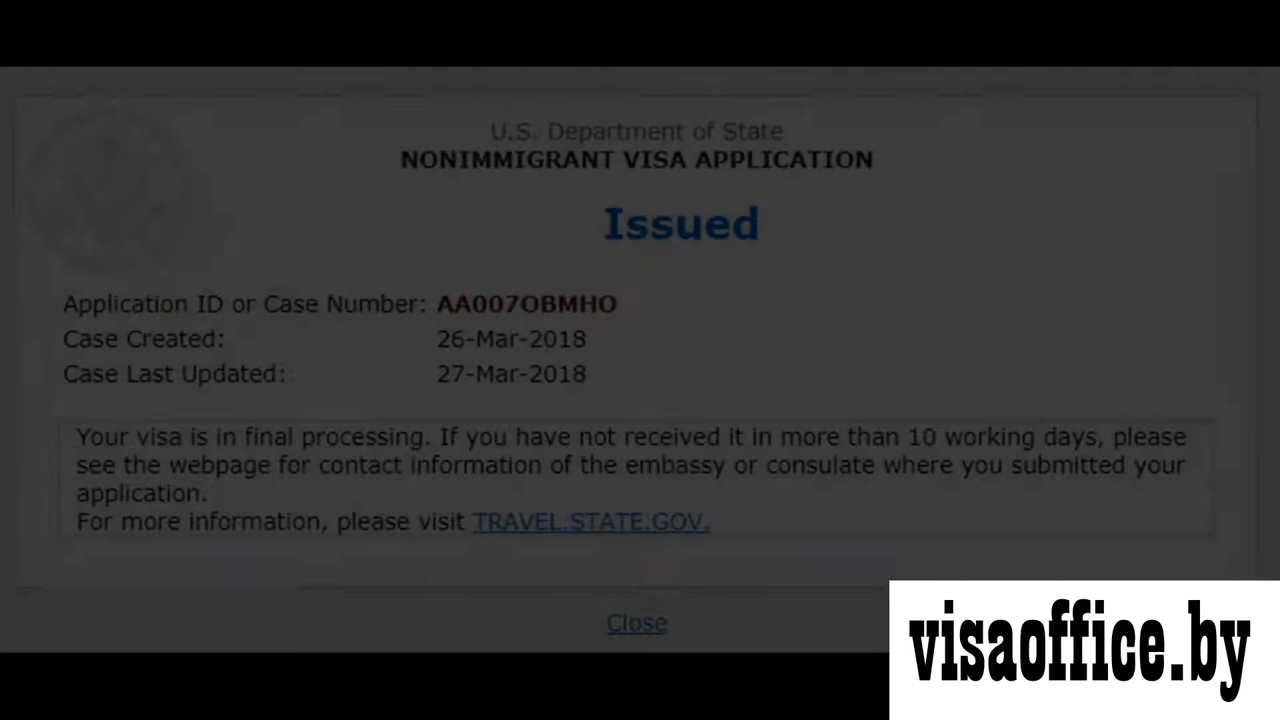 U.S. Department of State
NONIMMIGRANT VISA APPLICATION
Issued
Application ID or Case Number: AA007OBMHO
Case Created: 26-Mar-2018
Case Last Updated: 27-Mar-2018
Your visa is in final processing. If you have not received it in more than 10 working days, please
see the webpage for contact information of the embassy or consulate where you submitted your
application.
For more information, please visit TRAVEL.STATE.GOV.
Close
visaoffice.by